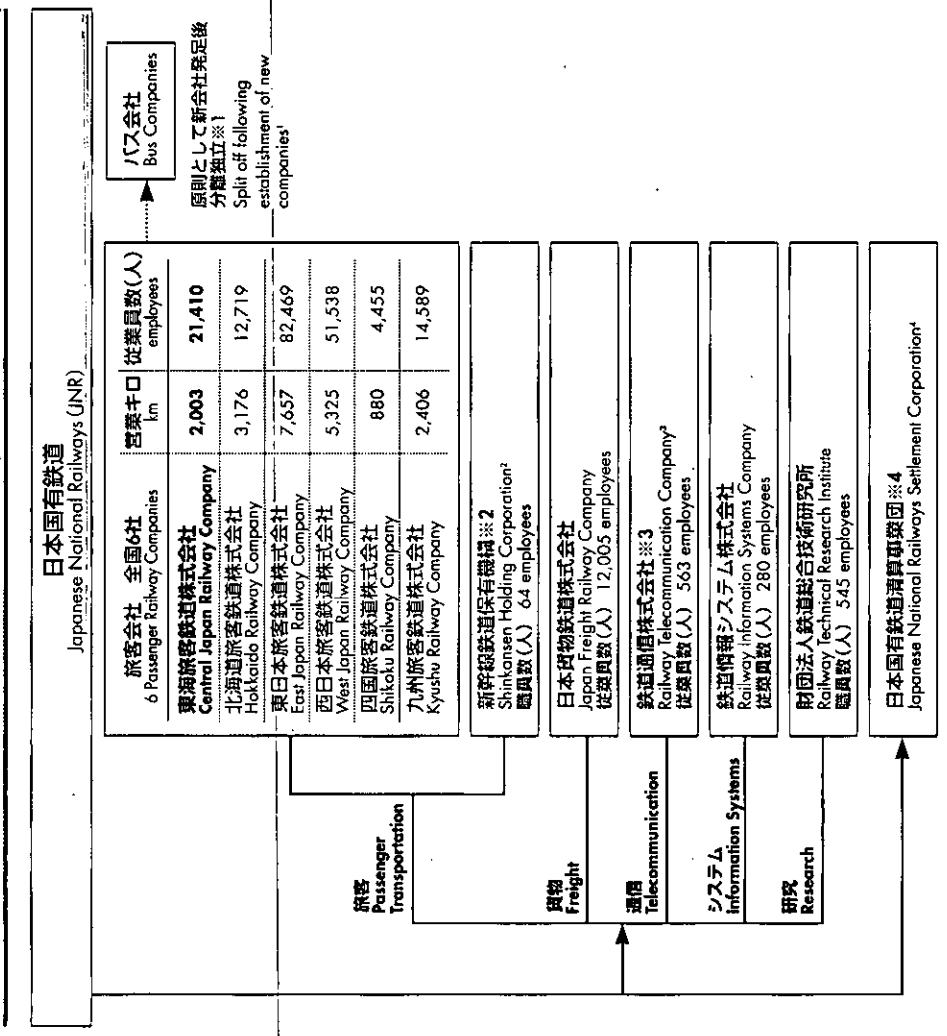 日本国有鉄道
Japanese National Railways (JNR)
旅客
Passenger
Transportation
旅客会社 全国6社
6 Passenger Railway Companies
営業キロ
km
従業員数(人)
employees
東海旅客鉄道株式会社
Central Japan Railway Company
2,003
21,410
北海道旅客鉄道株式会社
Hokkaido Railway Company
3,176
12,719
東日本旅客鉄道株式会社
East Japan Railway Company
7,657
82,469
西日本旅客鉄道株式会社
West Japan Railway Company
5,325
51,538
四国旅客鉄道株式会社
Shikoku Railway Company
880
4,455
九州旅客鉄道株式会社
Kyushu Railway Company
2,406
14,589
バス会社
Bus Companies
原則として新会社発足後
分離独立※1
Split off following
establishment of new
companies¹
新幹線鉄道保有機構※2
Shinkansen Holding Corporation²
職員数(人) 64 employees
貨物
Freight
日本貨物鉄道株式会社
Japan Freight Railway Company
従業員数(人) 12,005 employees
通信
Telecommunication
鉄道通信株式会社※3
Railway Telecommunication Company³
従業員数(人) 563 employees
システム
Information Systems
鉄道情報システム株式会社
Railway Information Systems Company
従業員数(人) 280 employees
研究
Research
財団法人鉄道総合技術研究所
Railway Technical Research Institute
職員数(人) 545 employees
日本国有鉄道清算事業団※4
Japanese National Railways Settlement Corporation⁴